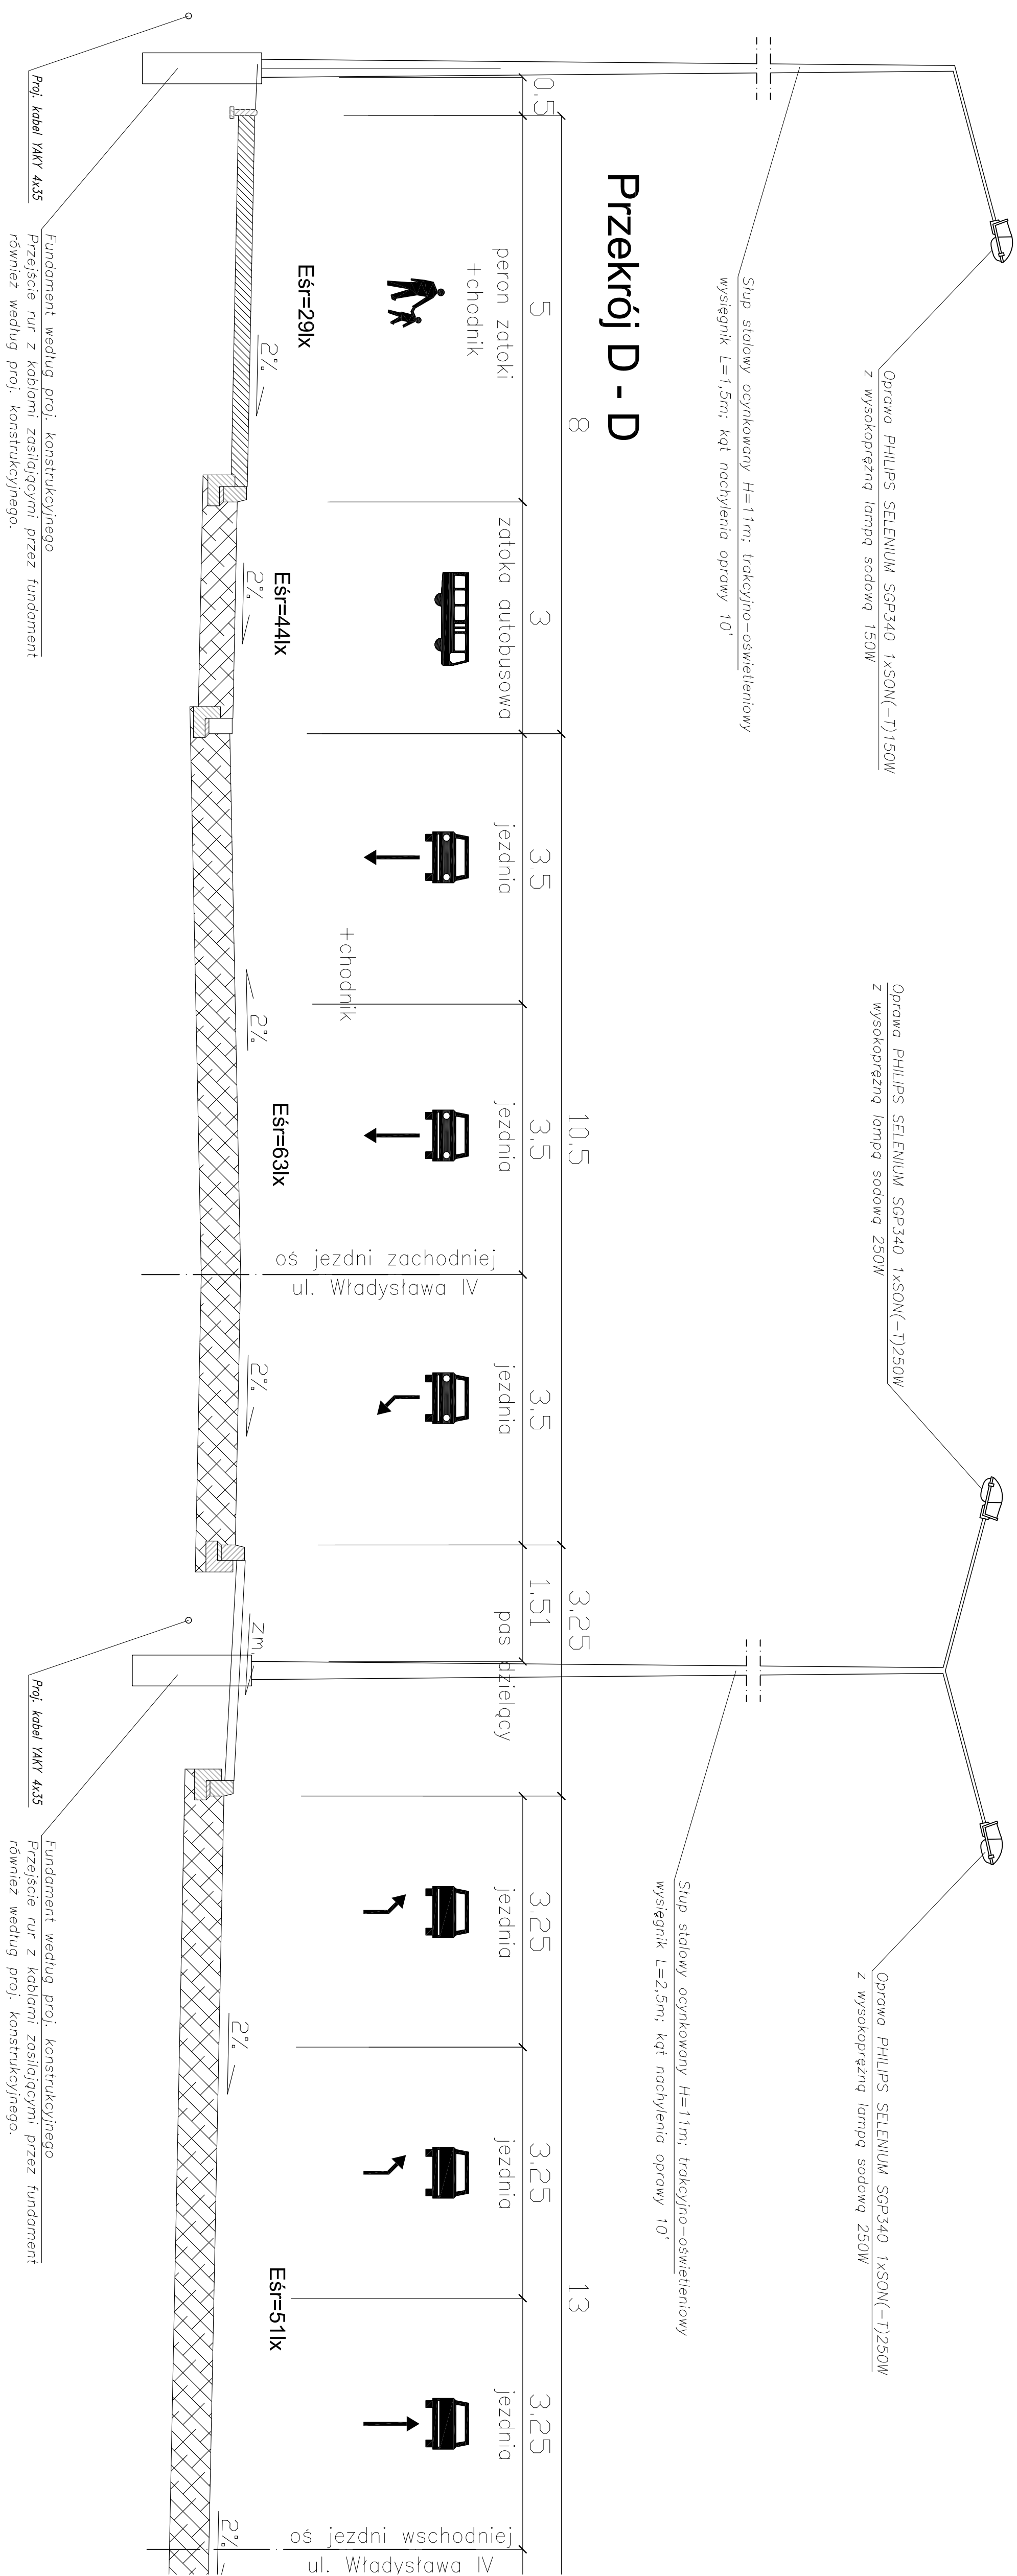 Przekrój D - D
Oprawa PHILIPS SELENIUM SGP340 1xSON(-T)150W
z wysokoprężną lampą sodową 150W
Słup stalowy ocynkowany H=11m; trakcyjno-oświetleniowy
wysięgnik L=1,5m; kąt nachylenia oprawy 10°
Oprawa PHILIPS SELENIUM SGP340 1xSON(-T)250W
z wysokoprężną lampą sodową 250W
Oprawa PHILIPS SELENIUM SGP340 1xSON(-T)250W
z wysokoprężną lampą sodową 250W
Słup stalowy ocynkowany H=11m; trakcyjno-oświetleniowy
wysięgnik L=2,5m; kąt nachylenia oprawy 10°
8
10,5
3,25
13
0,5
5
3
3,5
3,5
3,5
1,51
3,25
3,25
3,25
peron zatoki
+chodnik
zatoka autobusowa
jezdnia
jezdnia
jezdnia
pas dzielący
jezdnia
jezdnia
jezdnia
+chodnik
oś jezdni zachodniej
ul. Władysława IV
oś jezdni wschodniej
ul. Władysława IV
Eśr=29lx
Eśr=44lx
Eśr=63lx
Eśr=51lx
2%
2%
2%
2%
zm
2%
2%
Proj. kabel YAKY 4x35
Fundament według proj. konstrukcyjnego
Przejście rur z kablami zasilającymi przez fundament
również według proj. konstrukcyjnego.
Proj. kabel YAKY 4x35
Fundament według proj. konstrukcyjnego
Przejście rur z kablami zasilającymi przez fundament
również według proj. konstrukcyjnego.